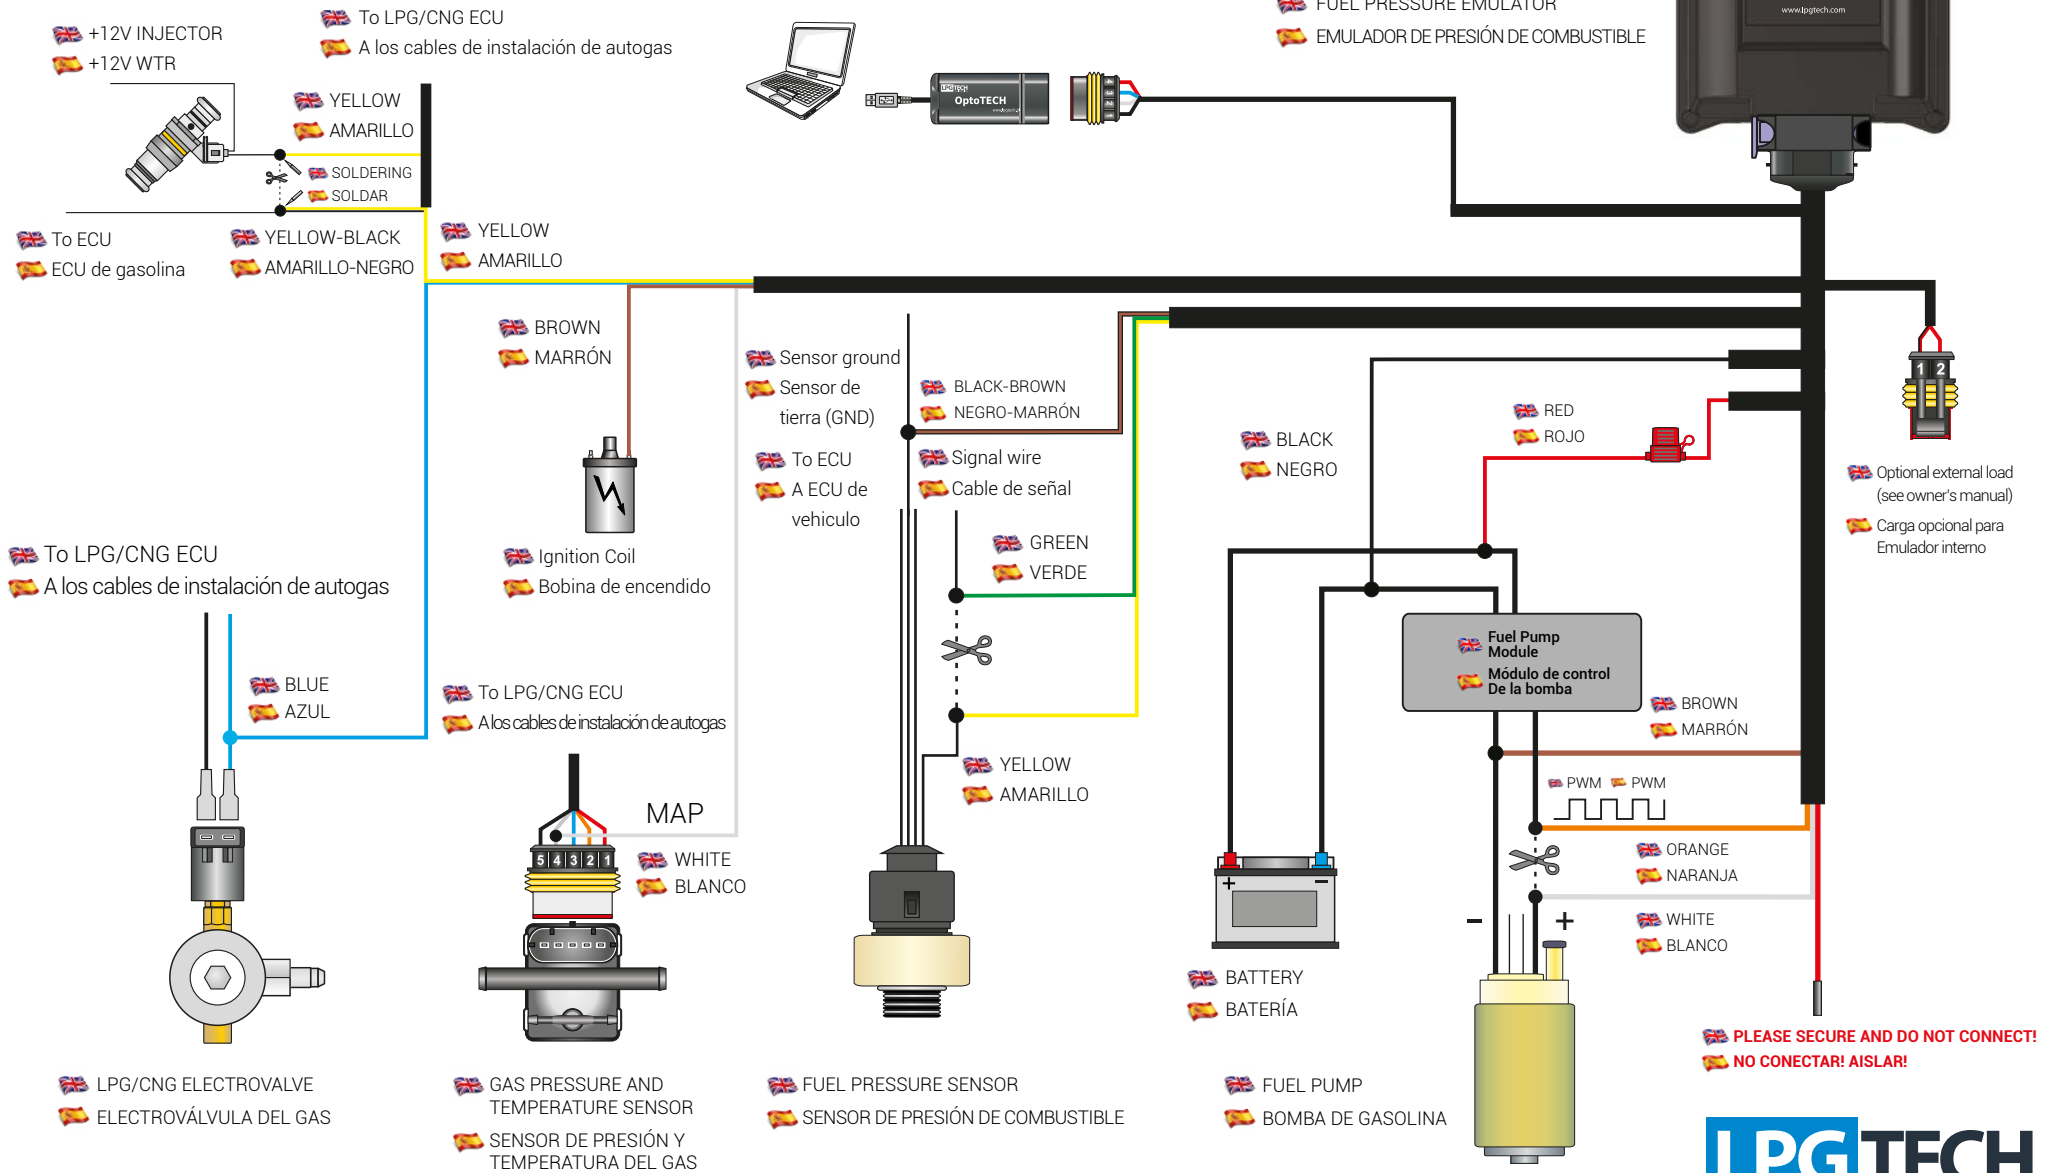 +12V INJECTOR
+12V WTR
To LPG/CNG ECU
A los cables de instalación de autogas
FUEL PRESSURE EMULATOR
EMULADOR DE PRESIÓN DE COMBUSTIBLE
www.lpgtech.com
YELLOW
AMARILLO
LPGTECH
OptoTECH
SOLDERING
SOLDAR
To ECU
ECU de gasolina
YELLOW-BLACK
AMARILLO-NEGRO
YELLOW
AMARILLO
BROWN
MARRÓN
Sensor ground
Sensor de
tierra (GND)
BLACK-BROWN
NEGRO-MARRÓN
To ECU
A ECU de
vehiculo
Signal wire
Cable de señal
BLACK
NEGRO
RED
ROJO
1 2
Optional external load
(see owner's manual)
Carga opcional para
Emulador interno
Ignition Coil
Bobina de encendido
GREEN
VERDE
To LPG/CNG ECU
A los cables de instalación de autogas
BLUE
AZUL
To LPG/CNG ECU
A los cables de instalación de autogas
Fuel Pump
Module
Módulo de control
De la bomba
BROWN
MARRÓN
YELLOW
AMARILLO
PWM PWM
MAP
5 4 3 2 1
WHITE
BLANCO
ORANGE
NARANJA
+ −
− +
WHITE
BLANCO
BATTERY
BATERÍA
PLEASE SECURE AND DO NOT CONNECT!
NO CONECTAR! AISLAR!
LPG/CNG ELECTROVALVE
ELECTROVÁLVULA DEL GAS
GAS PRESSURE AND
TEMPERATURE SENSOR
SENSOR DE PRESIÓN Y
TEMPERATURA DEL GAS
FUEL PRESSURE SENSOR
SENSOR DE PRESIÓN DE COMBUSTIBLE
FUEL PUMP
BOMBA DE GASOLINA
LPGTECH